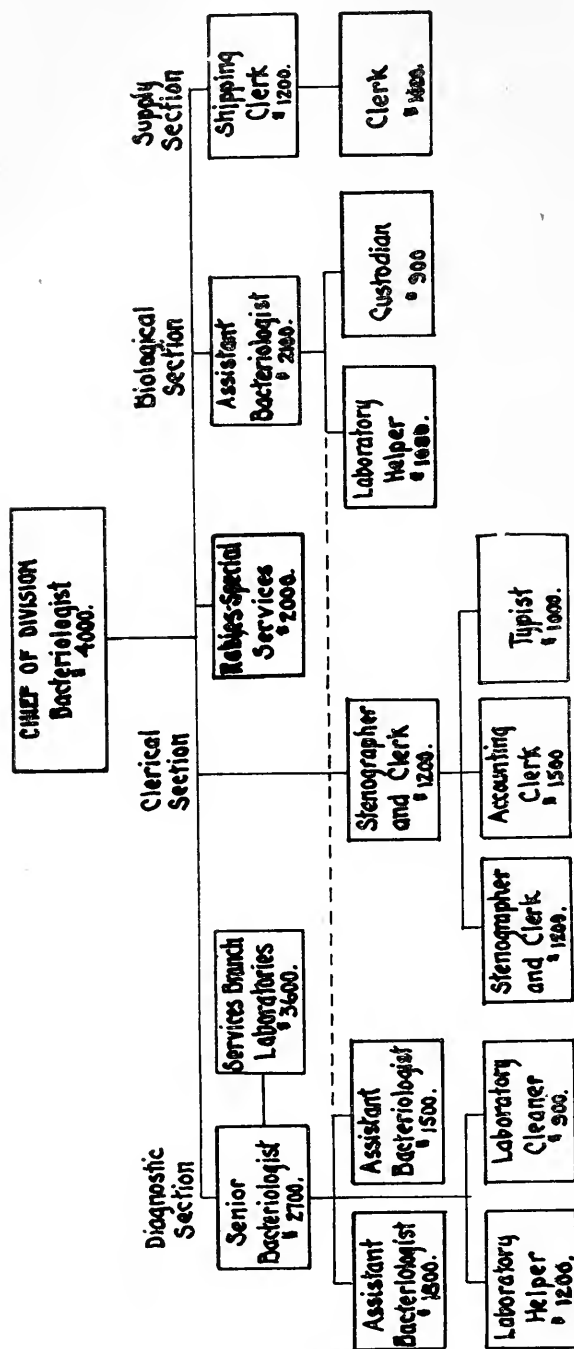 CHIEF OF DIVISION
Bacteriologist
$ 4000.
Diagnostic
Section
Clerical
Section
Biological
Section
Supply
Section
Senior
Bacteriologist
$ 2700.
Services Branch
Laboratories
$ 3600.
Rabies-Special
Services
$ 2000.
Assistant
Bacteriologist
$ 2100.
Shipping
Clerk
$ 1200.
Assistant
Bacteriologist
$ 1800.
Assistant
Bacteriologist
$ 1500.
Stenographer
and Clerk
$ 1200.
Laboratory
Helper
$ 1080.
Custodian
$ 900
Clerk
$
Laboratory
Helper
$ 1200.
Laboratory
Cleaner
$ 900.
Stenographer
and Clerk
$ 1200.
Accounting
Clerk
$ 1500
Typist
$ 1000.